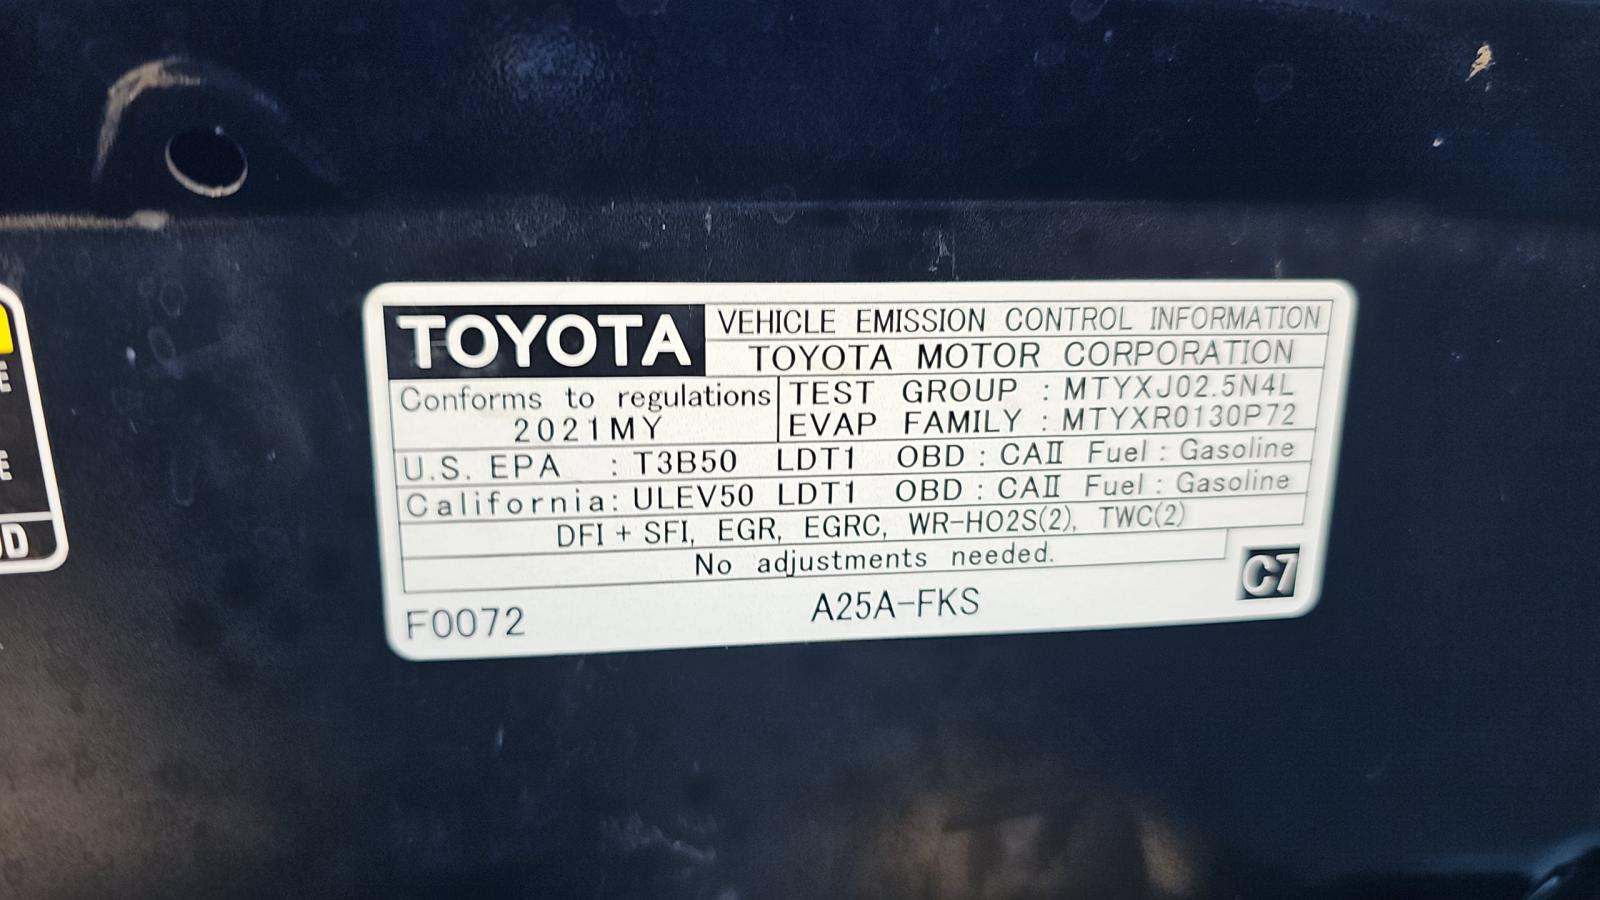 TOYOTA
VEHICLE EMISSION CONTROL INFORMATION
TOYOTA MOTOR CORPORATION
Conforms to regulations
2021MY
TEST GROUP : MTYXJ02.5N4L
EVAP FAMILY : MTYXR0130P72
U.S. EPA : T3B50 LDT1 OBD : CAⅡ Fuel : Gasoline
California: ULEV50 LDT1 OBD : CAⅡ Fuel : Gasoline
DFI + SFI, EGR, EGRC, WR-HO2S(2), TWC(2)
No adjustments needed.
C7
F0072
A25A-FKS